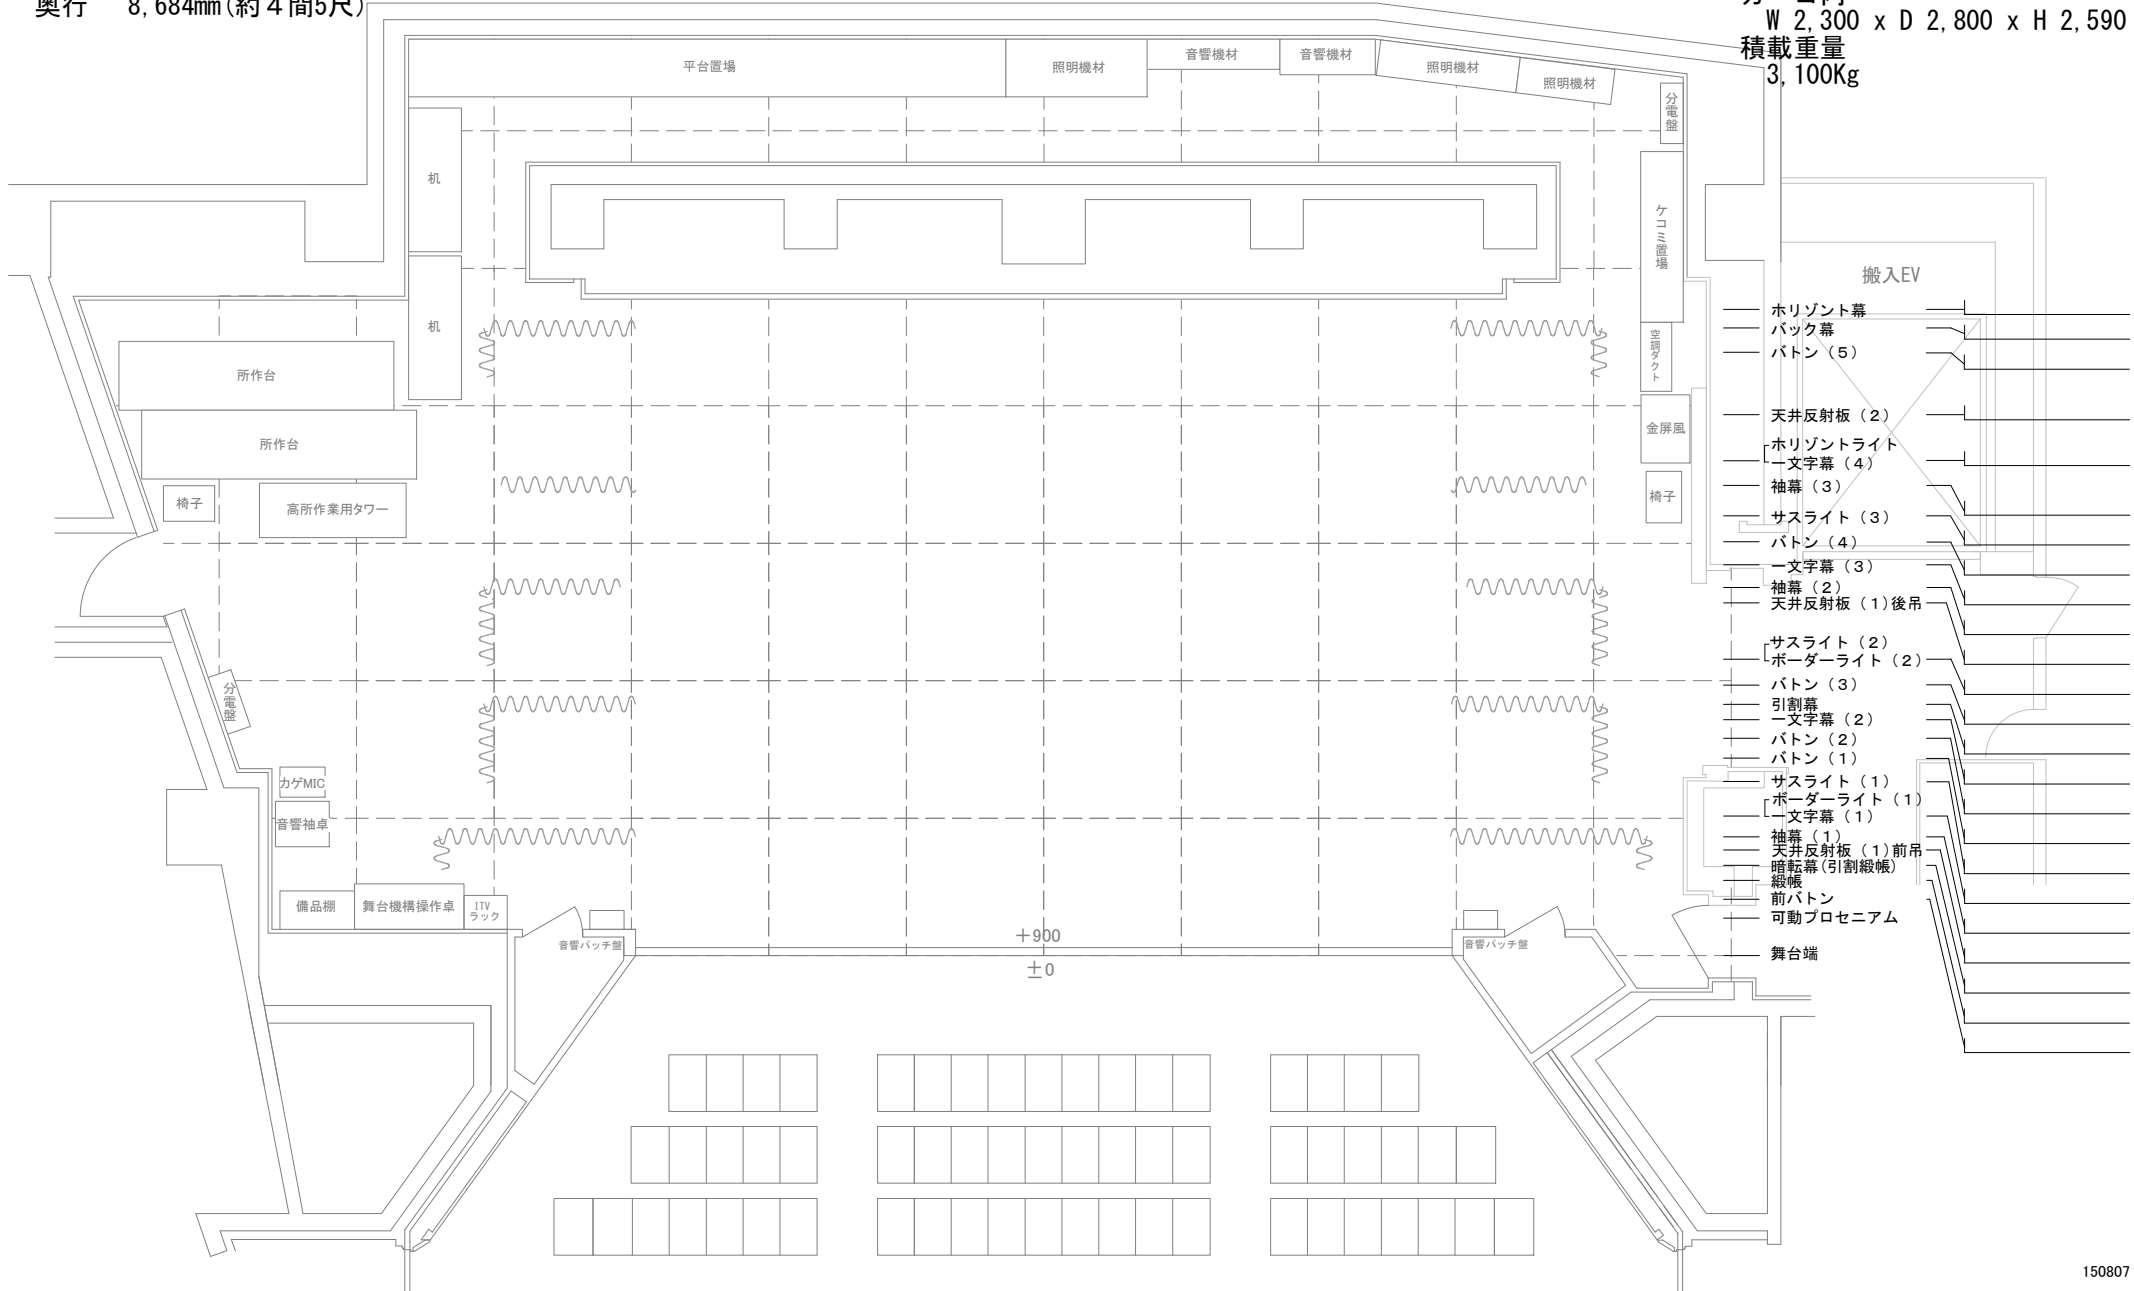 奥行 8,684mm(約４間5尺)
W 2,300 x D 2,800 x H 2,590
積載重量
3,100Kg
平台置場
照明機材
音響機材
音響機材
照明機材
照明機材
分電盤
机
ケコミ置場
搬入EV
机
空調ダクト
所作台
所作台
金屏風
椅子
高所作業用タワー
椅子
分電盤
カゲMIC
音響袖卓
備品棚
舞台機構操作卓
ITV
ラック
音響パッチ盤
音響パッチ盤
＋900
±0
ホリゾント幕
バック幕
バトン（５）
天井反射板（２）
ホリゾントライト
一文字幕（４）
袖幕（３）
サスライト（３）
バトン（４）
一文字幕（３）
袖幕（２）
天井反射板（１）後吊
サスライト（２）
ボーダーライト（２）
バトン（３）
引割幕
一文字幕（２）
バトン（２）
バトン（１）
サスライト（１）
ボーダーライト（１）
一文字幕（１）
袖幕（１）
天井反射板（１）前吊
暗転幕(引割緞帳)
緞帳
前バトン
可動プロセニアム
舞台端
150807